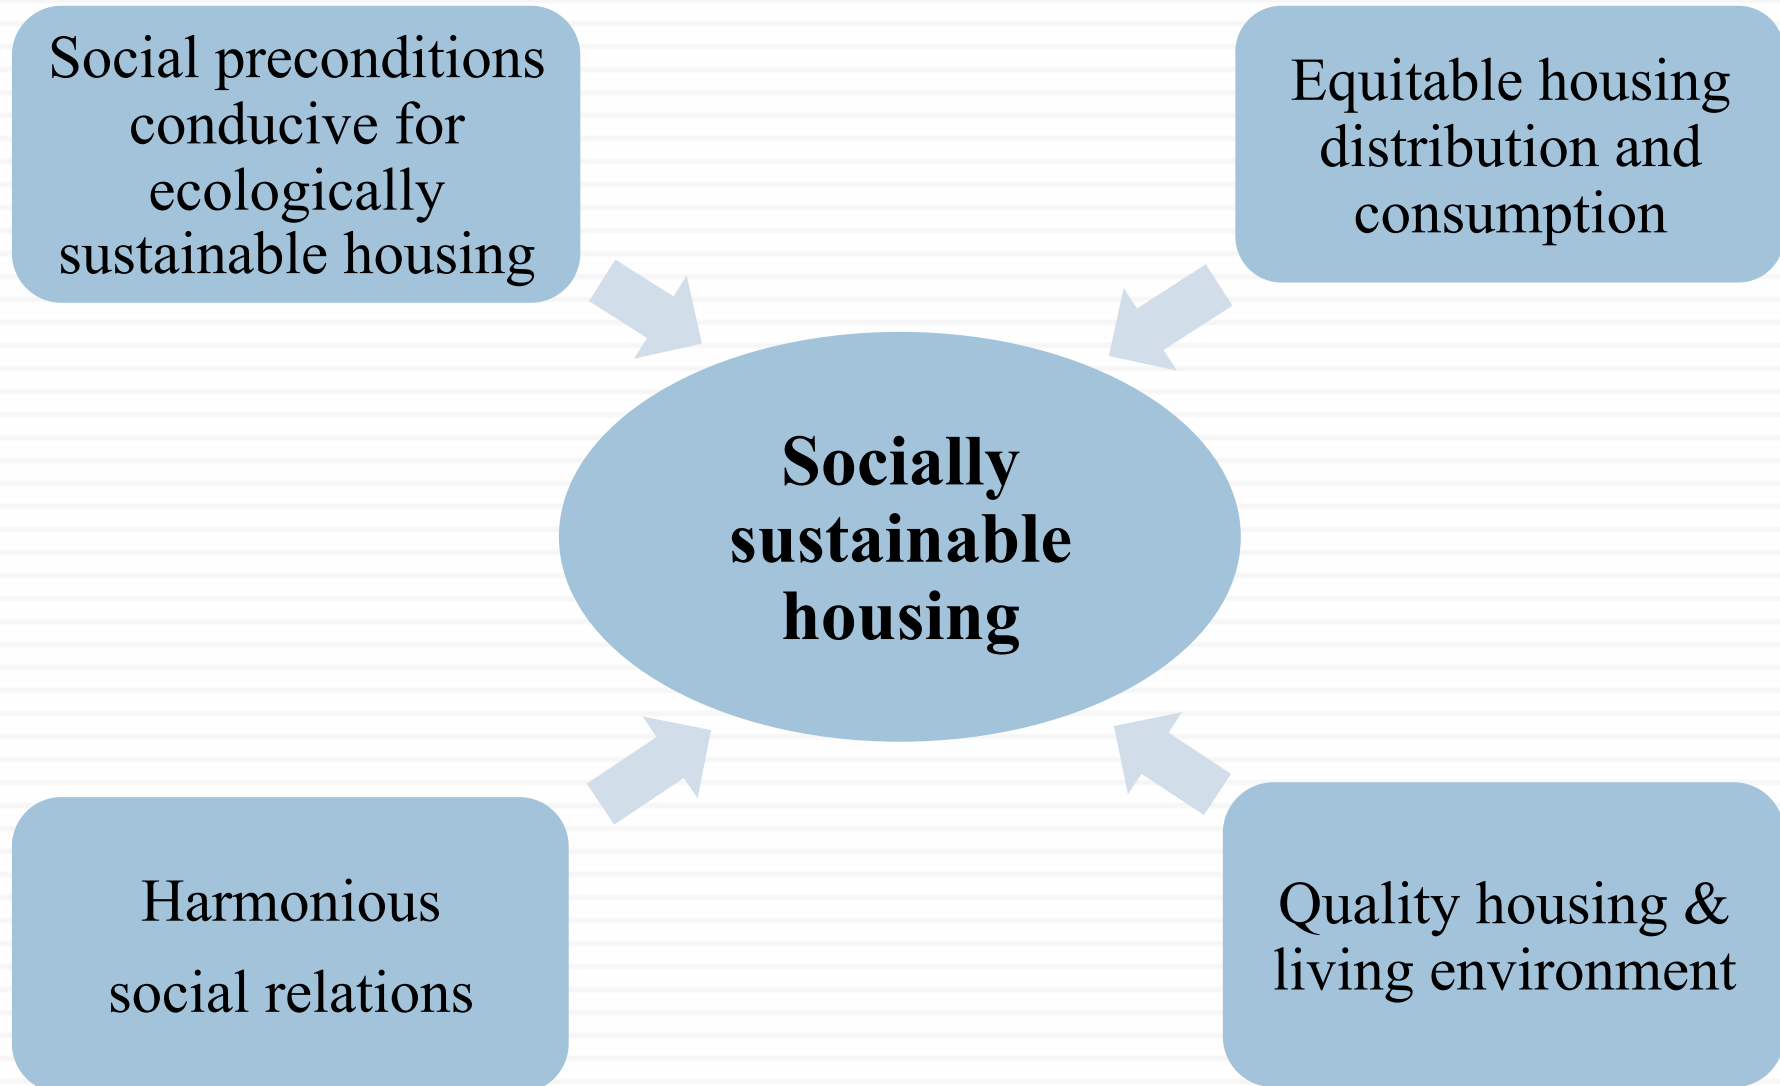 Social preconditions
conducive for
ecologically
sustainable housing
Equitable housing
distribution and
consumption
Socially
sustainable
housing
Harmonious
social relations
Quality housing &
living environment